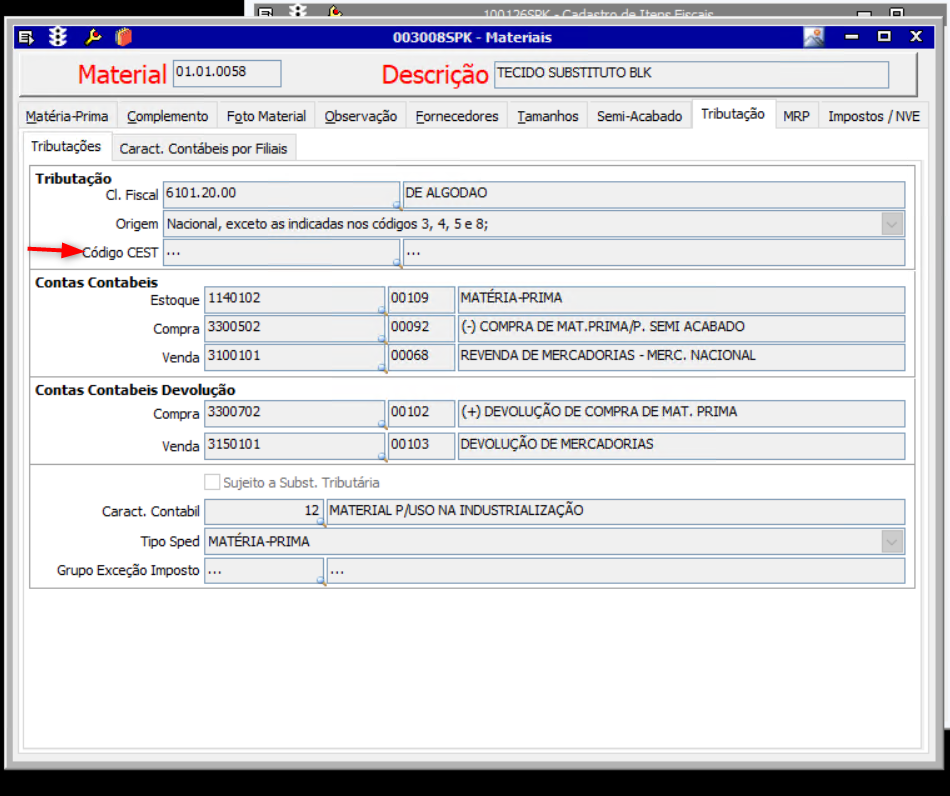 100126SPK - Cadastro de Itens Fiscais
003008SPK - Materiais
Material 01.01.0058 Descrição TECIDO SUBSTITUTO BLK
Matéria-Prima Complemento Foto Material Observação Fornecedores Tamanhos Semi-Acabado Tributação MRP Impostos / NVE
Tributações Caract. Contábeis por Filiais
Tributação
Cl. Fiscal 6101.20.00 DE ALGODAO
Origem Nacional, exceto as indicadas nos códigos 3, 4, 5 e 8;
Código CEST ... ...
Contas Contabeis
Estoque 1140102 00109 MATÉRIA-PRIMA
Compra 3300502 00092 (-) COMPRA DE MAT.PRIMA/P. SEMI ACABADO
Venda 3100101 00068 REVENDA DE MERCADORIAS - MERC. NACIONAL
Contas Contabeis Devolução
Compra 3300702 00102 (+) DEVOLUÇÃO DE COMPRA DE MAT. PRIMA
Venda 3150101 00103 DEVOLUÇÃO DE MERCADORIAS
Sujeito a Subst. Tributária
Caract. Contabil 12 MATERIAL P/USO NA INDUSTRIALIZAÇÃO
Tipo Sped MATÉRIA-PRIMA
Grupo Exceção Imposto ... ...